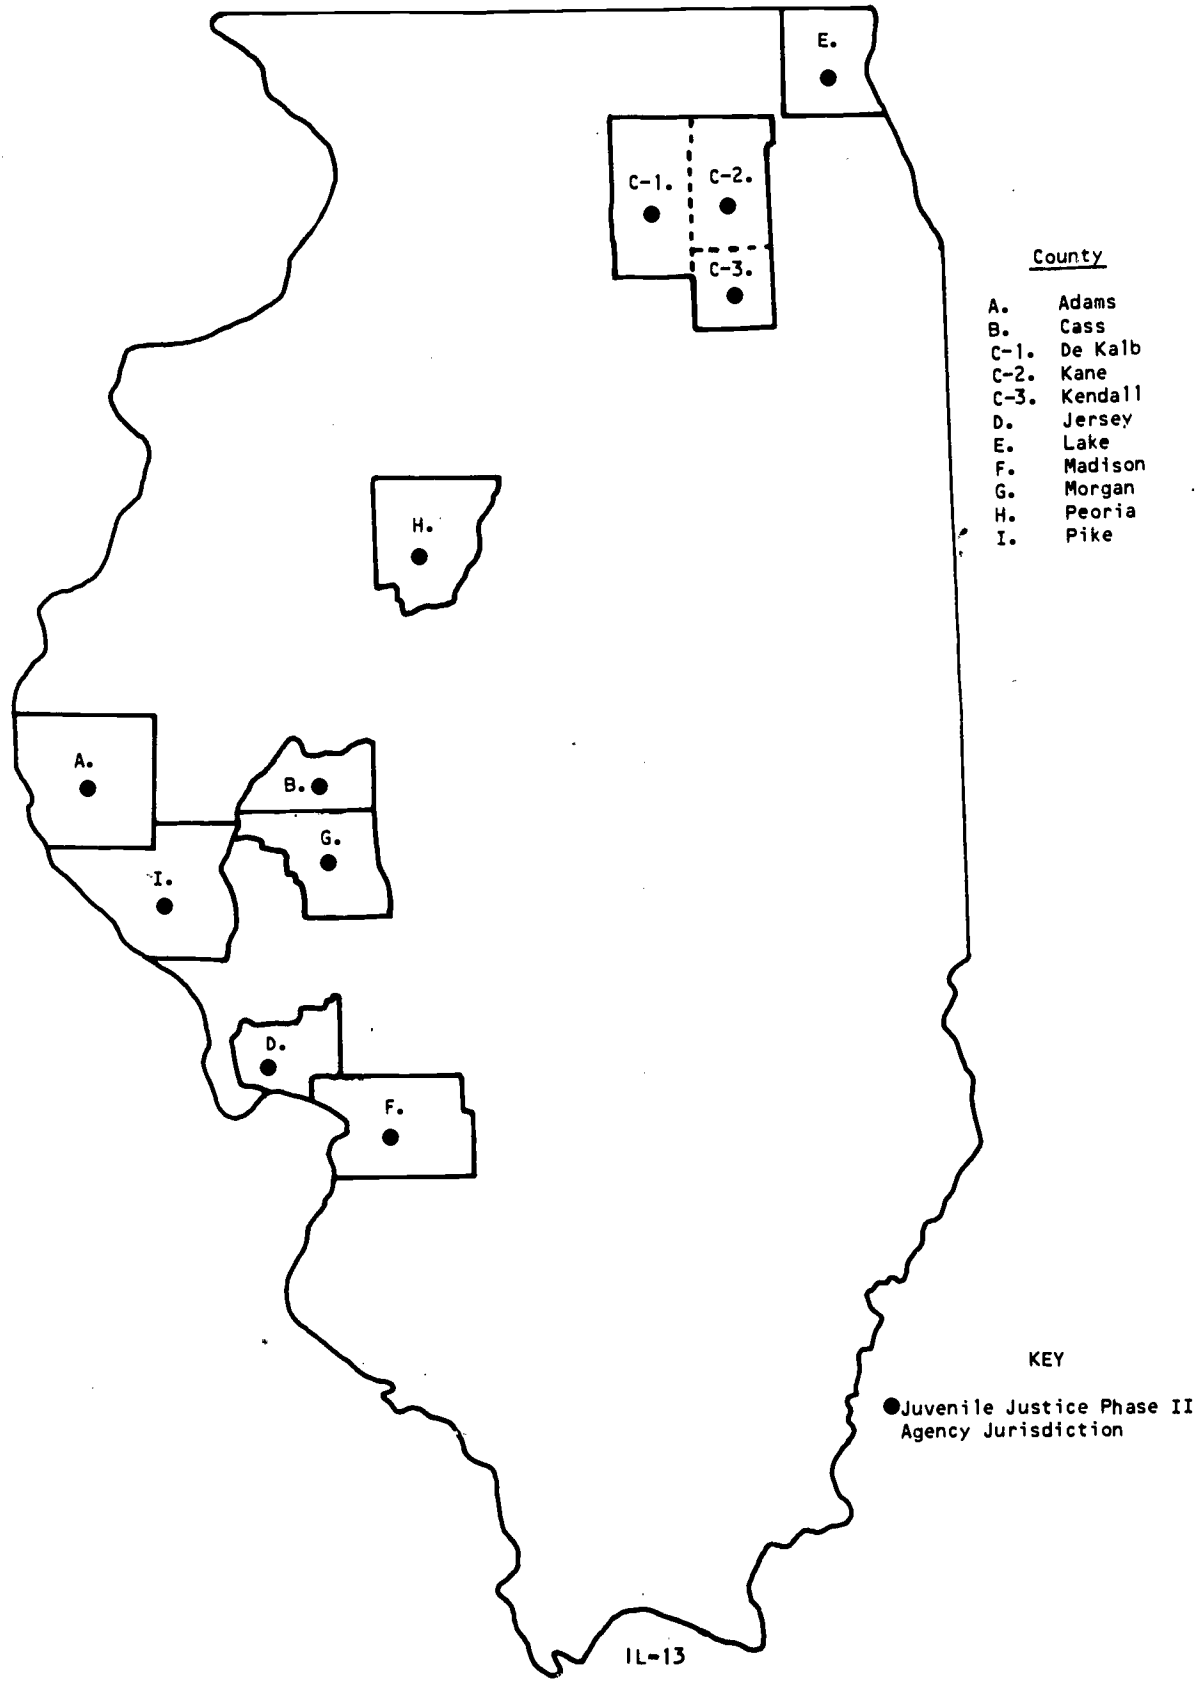 E.
C-1.
C-2.
C-3.
County
A. Adams
B. Cass
C-1. De Kalb
C-2. Kane
C-3. Kendall
D. Jersey
E. Lake
F. Madison
G. Morgan
H. Peoria
I. Pike
H.
A.
B.
G.
I.
D.
F.
KEY
Juvenile Justice Phase II
Agency Jurisdiction
IL-13